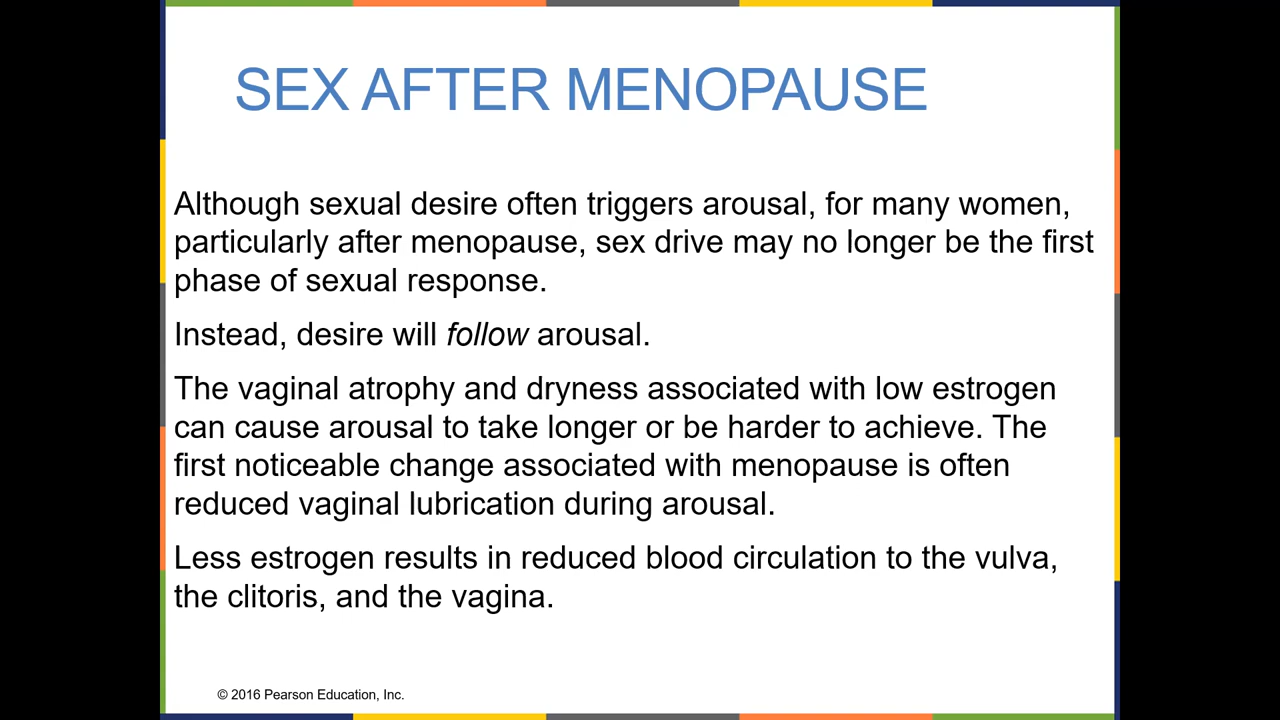 SEX AFTER MENOPAUSE
Although sexual desire often triggers arousal, for many women,
particularly after menopause, sex drive may no longer be the first
phase of sexual response.
Instead, desire will follow arousal.
The vaginal atrophy and dryness associated with low estrogen
can cause arousal to take longer or be harder to achieve. The
first noticeable change associated with menopause is often
reduced vaginal lubrication during arousal.
Less estrogen results in reduced blood circulation to the vulva,
the clitoris, and the vagina.
© 2016 Pearson Education, Inc.